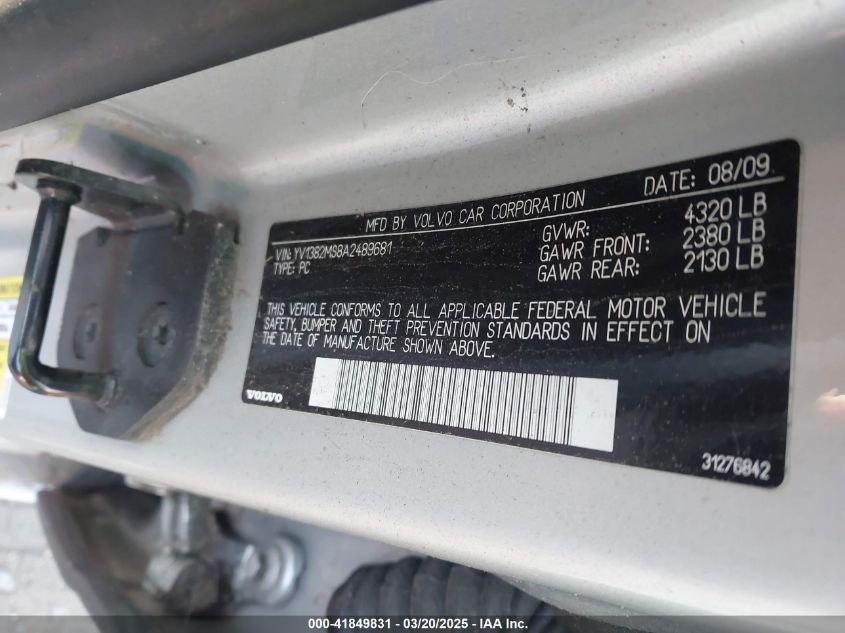 MFD BY VOLVO CAR CORPORATION DATE: 08/09
VIN: YV1382MS8A2489681
TYPE: PC
GVWR: 4320 LB
GAWR FRONT: 2380 LB
GAWR REAR: 2130 LB
THIS VEHICLE CONFORMS TO ALL APPLICABLE FEDERAL MOTOR VEHICLE
SAFETY, BUMPER AND THEFT PREVENTION STANDARDS IN EFFECT ON
THE DATE OF MANUFACTURE SHOWN ABOVE.
VOLVO
31276842
000-41849831 - 03/20/2025 - IAA Inc.